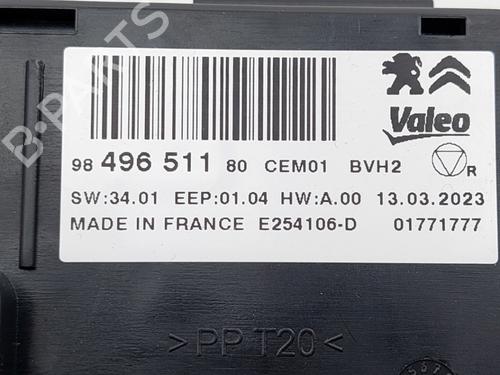 B-PARTS
Valeo
98 496 511 80 CEM01 BVH2 R
SW:34.01 EEP:01.04 HW:A.00 13.03.2023
MADE IN FRANCE E254106-D 01771777
>PP T20<